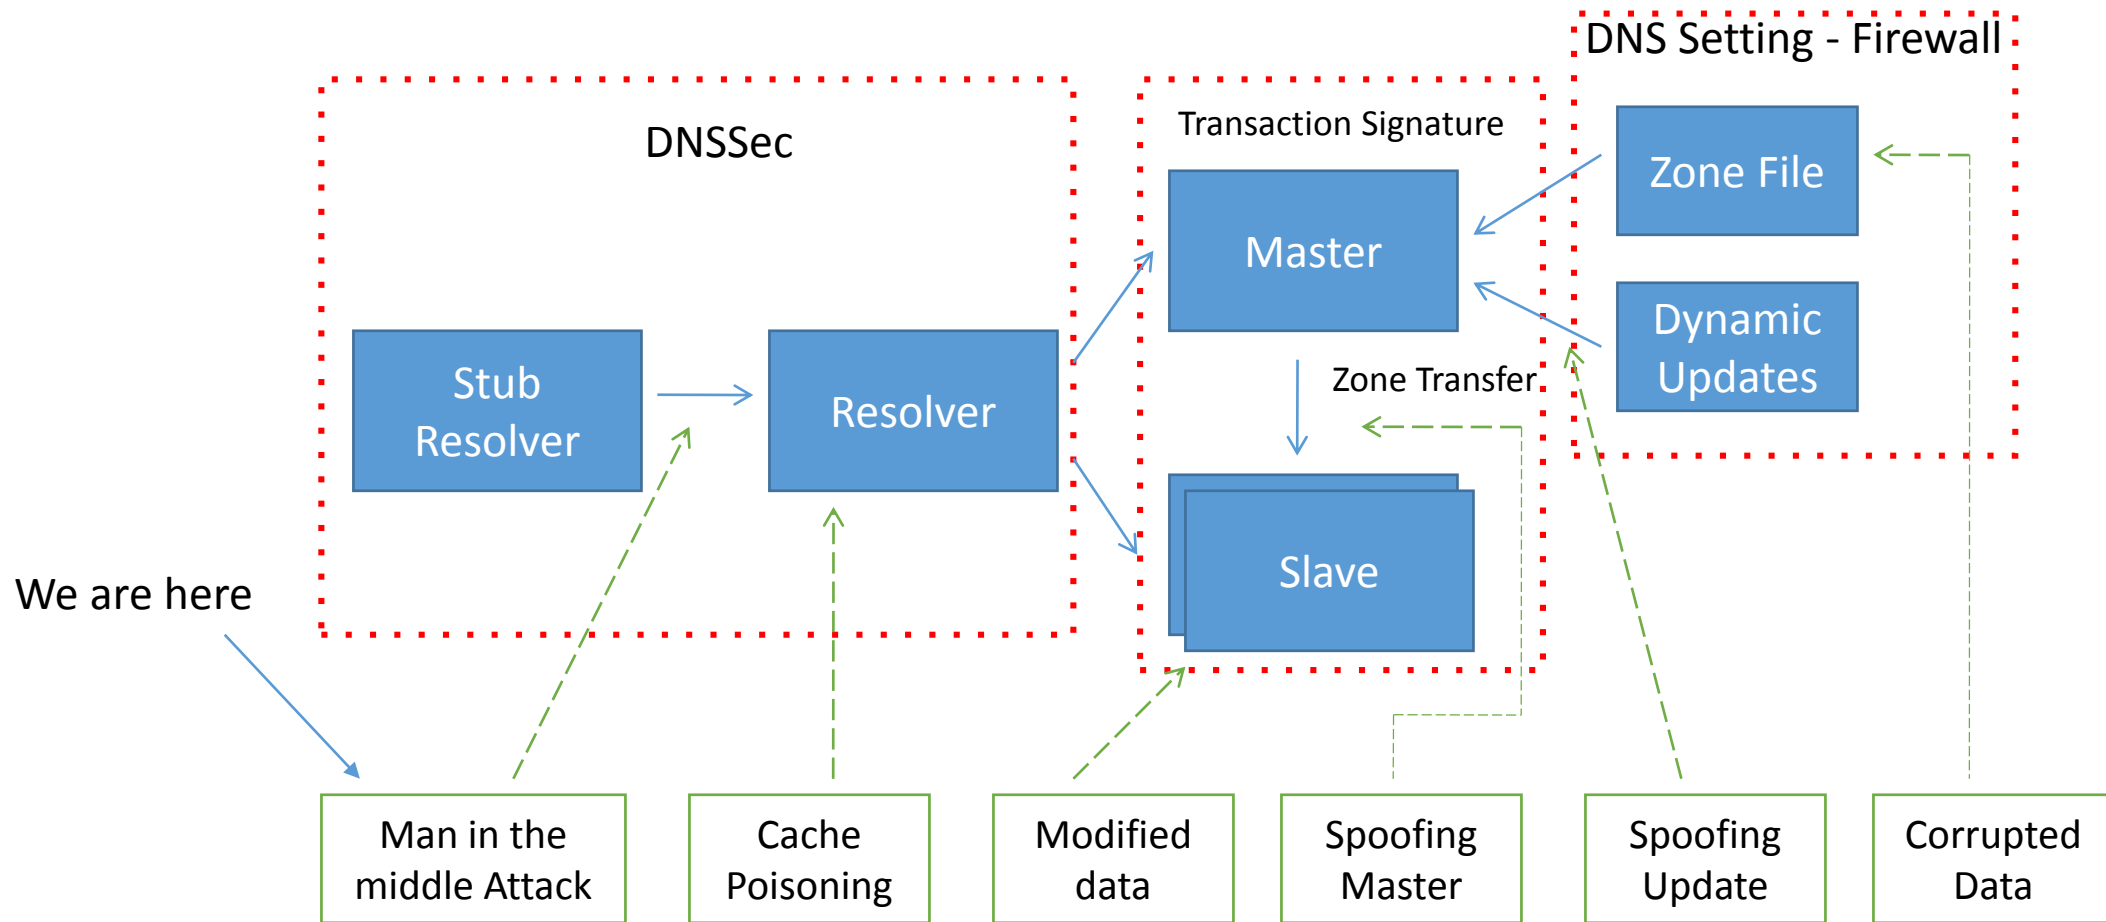 DNS Setting - Firewall
DNSSec
Transaction Signature
Zone File
Master
Dynamic
Updates
Stub
Resolver
Resolver
Zone Transfer
Slave
We are here
Man in the
middle Attack
Cache
Poisoning
Modified
data
Spoofing
Master
Spoofing
Update
Corrupted
Data